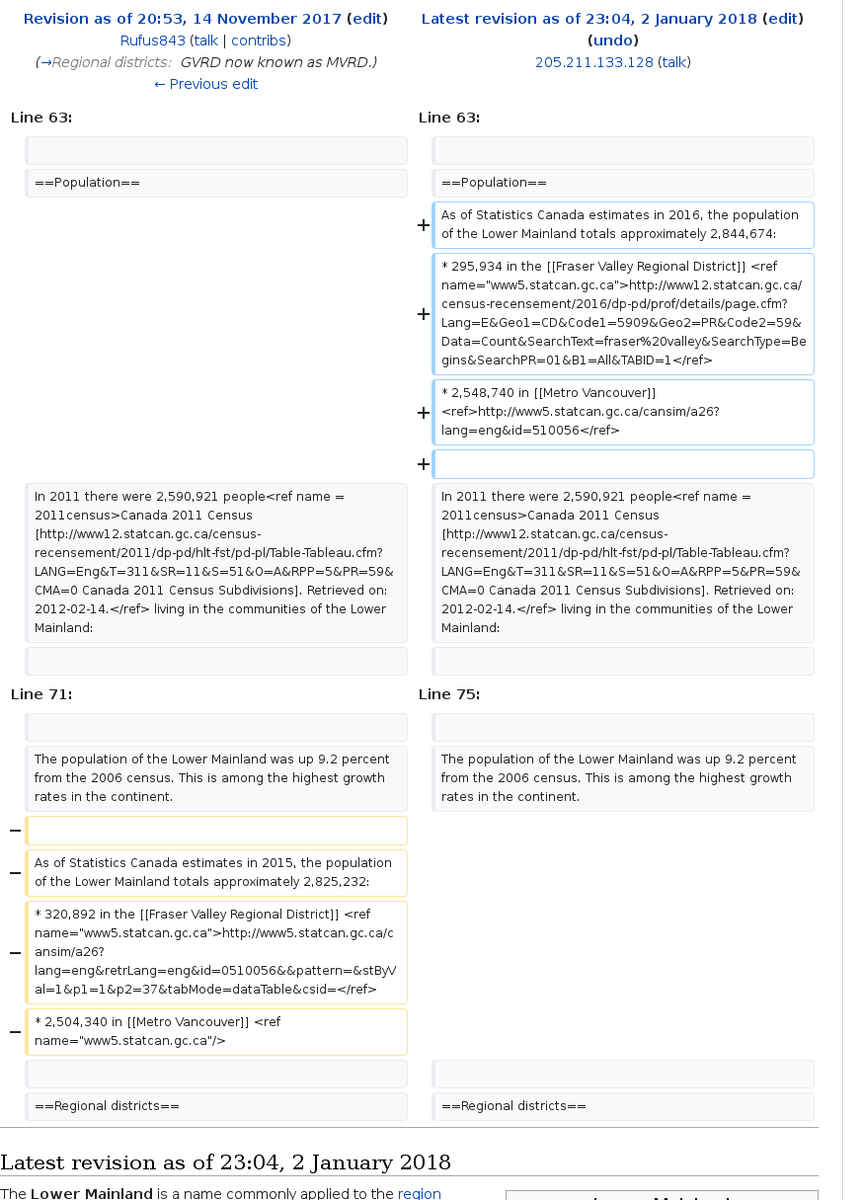 Revision as of 20:53, 14 November 2017 (edit)
Rufus843 (talk | contribs)
(→Regional districts: GVRD now known as MVRD.)
← Previous edit
Latest revision as of 23:04, 2 January 2018 (edit)
(undo)
205.211.133.128 (talk)
Line 63:
Line 63:
==Population==
==Population==
+
As of Statistics Canada estimates in 2016, the population
of the Lower Mainland totals approximately 2,844,674:
+
* 295,934 in the [[Fraser Valley Regional District]] <ref
name="www5.statcan.gc.ca">http://www12.statcan.gc.ca/
census-recensement/2016/dp-pd/prof/details/page.cfm?
Lang=E&Geo1=CD&Code1=5909&Geo2=PR&Code2=59&
Data=Count&SearchText=fraser%20valley&SearchType=Be
gins&SearchPR=01&B1=All&TABID=1</ref>
+
* 2,548,740 in [[Metro Vancouver]]
<ref>http://www5.statcan.gc.ca/cansim/a26?
lang=eng&id=510056</ref>
+
In 2011 there were 2,590,921 people<ref name =
2011census>Canada 2011 Census
[http://www12.statcan.gc.ca/census-
recensement/2011/dp-pd/hlt-fst/pd-pl/Table-Tableau.cfm?
LANG=Eng&T=311&SR=11&S=51&O=A&RPP=5&PR=59&
CMA=0 Canada 2011 Census Subdivisions]. Retrieved on:
2012-02-14.</ref> living in the communities of the Lower
Mainland:
In 2011 there were 2,590,921 people<ref name =
2011census>Canada 2011 Census
[http://www12.statcan.gc.ca/census-
recensement/2011/dp-pd/hlt-fst/pd-pl/Table-Tableau.cfm?
LANG=Eng&T=311&SR=11&S=51&O=A&RPP=5&PR=59&
CMA=0 Canada 2011 Census Subdivisions]. Retrieved on:
2012-02-14.</ref> living in the communities of the Lower
Mainland:
Line 71:
Line 75:
The population of the Lower Mainland was up 9.2 percent
from the 2006 census. This is among the highest growth
rates in the continent.
The population of the Lower Mainland was up 9.2 percent
from the 2006 census. This is among the highest growth
rates in the continent.
−
−
As of Statistics Canada estimates in 2015, the population
of the Lower Mainland totals approximately 2,825,232:
−
* 320,892 in the [[Fraser Valley Regional District]] <ref
name="www5.statcan.gc.ca">http://www5.statcan.gc.ca/c
ansim/a26?
lang=eng&retrLang=eng&id=0510056&&pattern=&stByV
al=1&p1=1&p2=37&tabMode=dataTable&csid=</ref>
−
* 2,504,340 in [[Metro Vancouver]] <ref
name="www5.statcan.gc.ca"/>
==Regional districts==
==Regional districts==
Latest revision as of 23:04, 2 January 2018
The Lower Mainland is a name commonly applied to the region